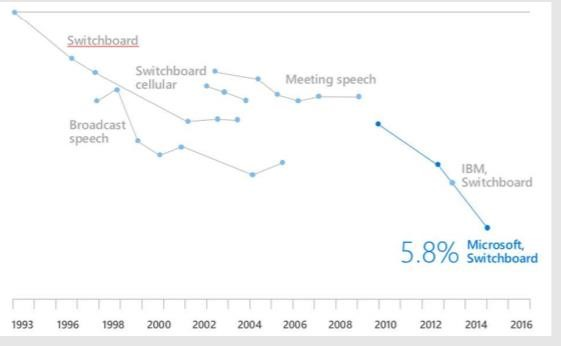 Switchboard
Switchboard
cellular
Meeting speech
Broadcast
speech
IBM,
Switchboard
5.8% Microsoft,
Switchboard
1993 1996 1998 2000 2002 2004 2006 2008 2010 2012 2014 2016